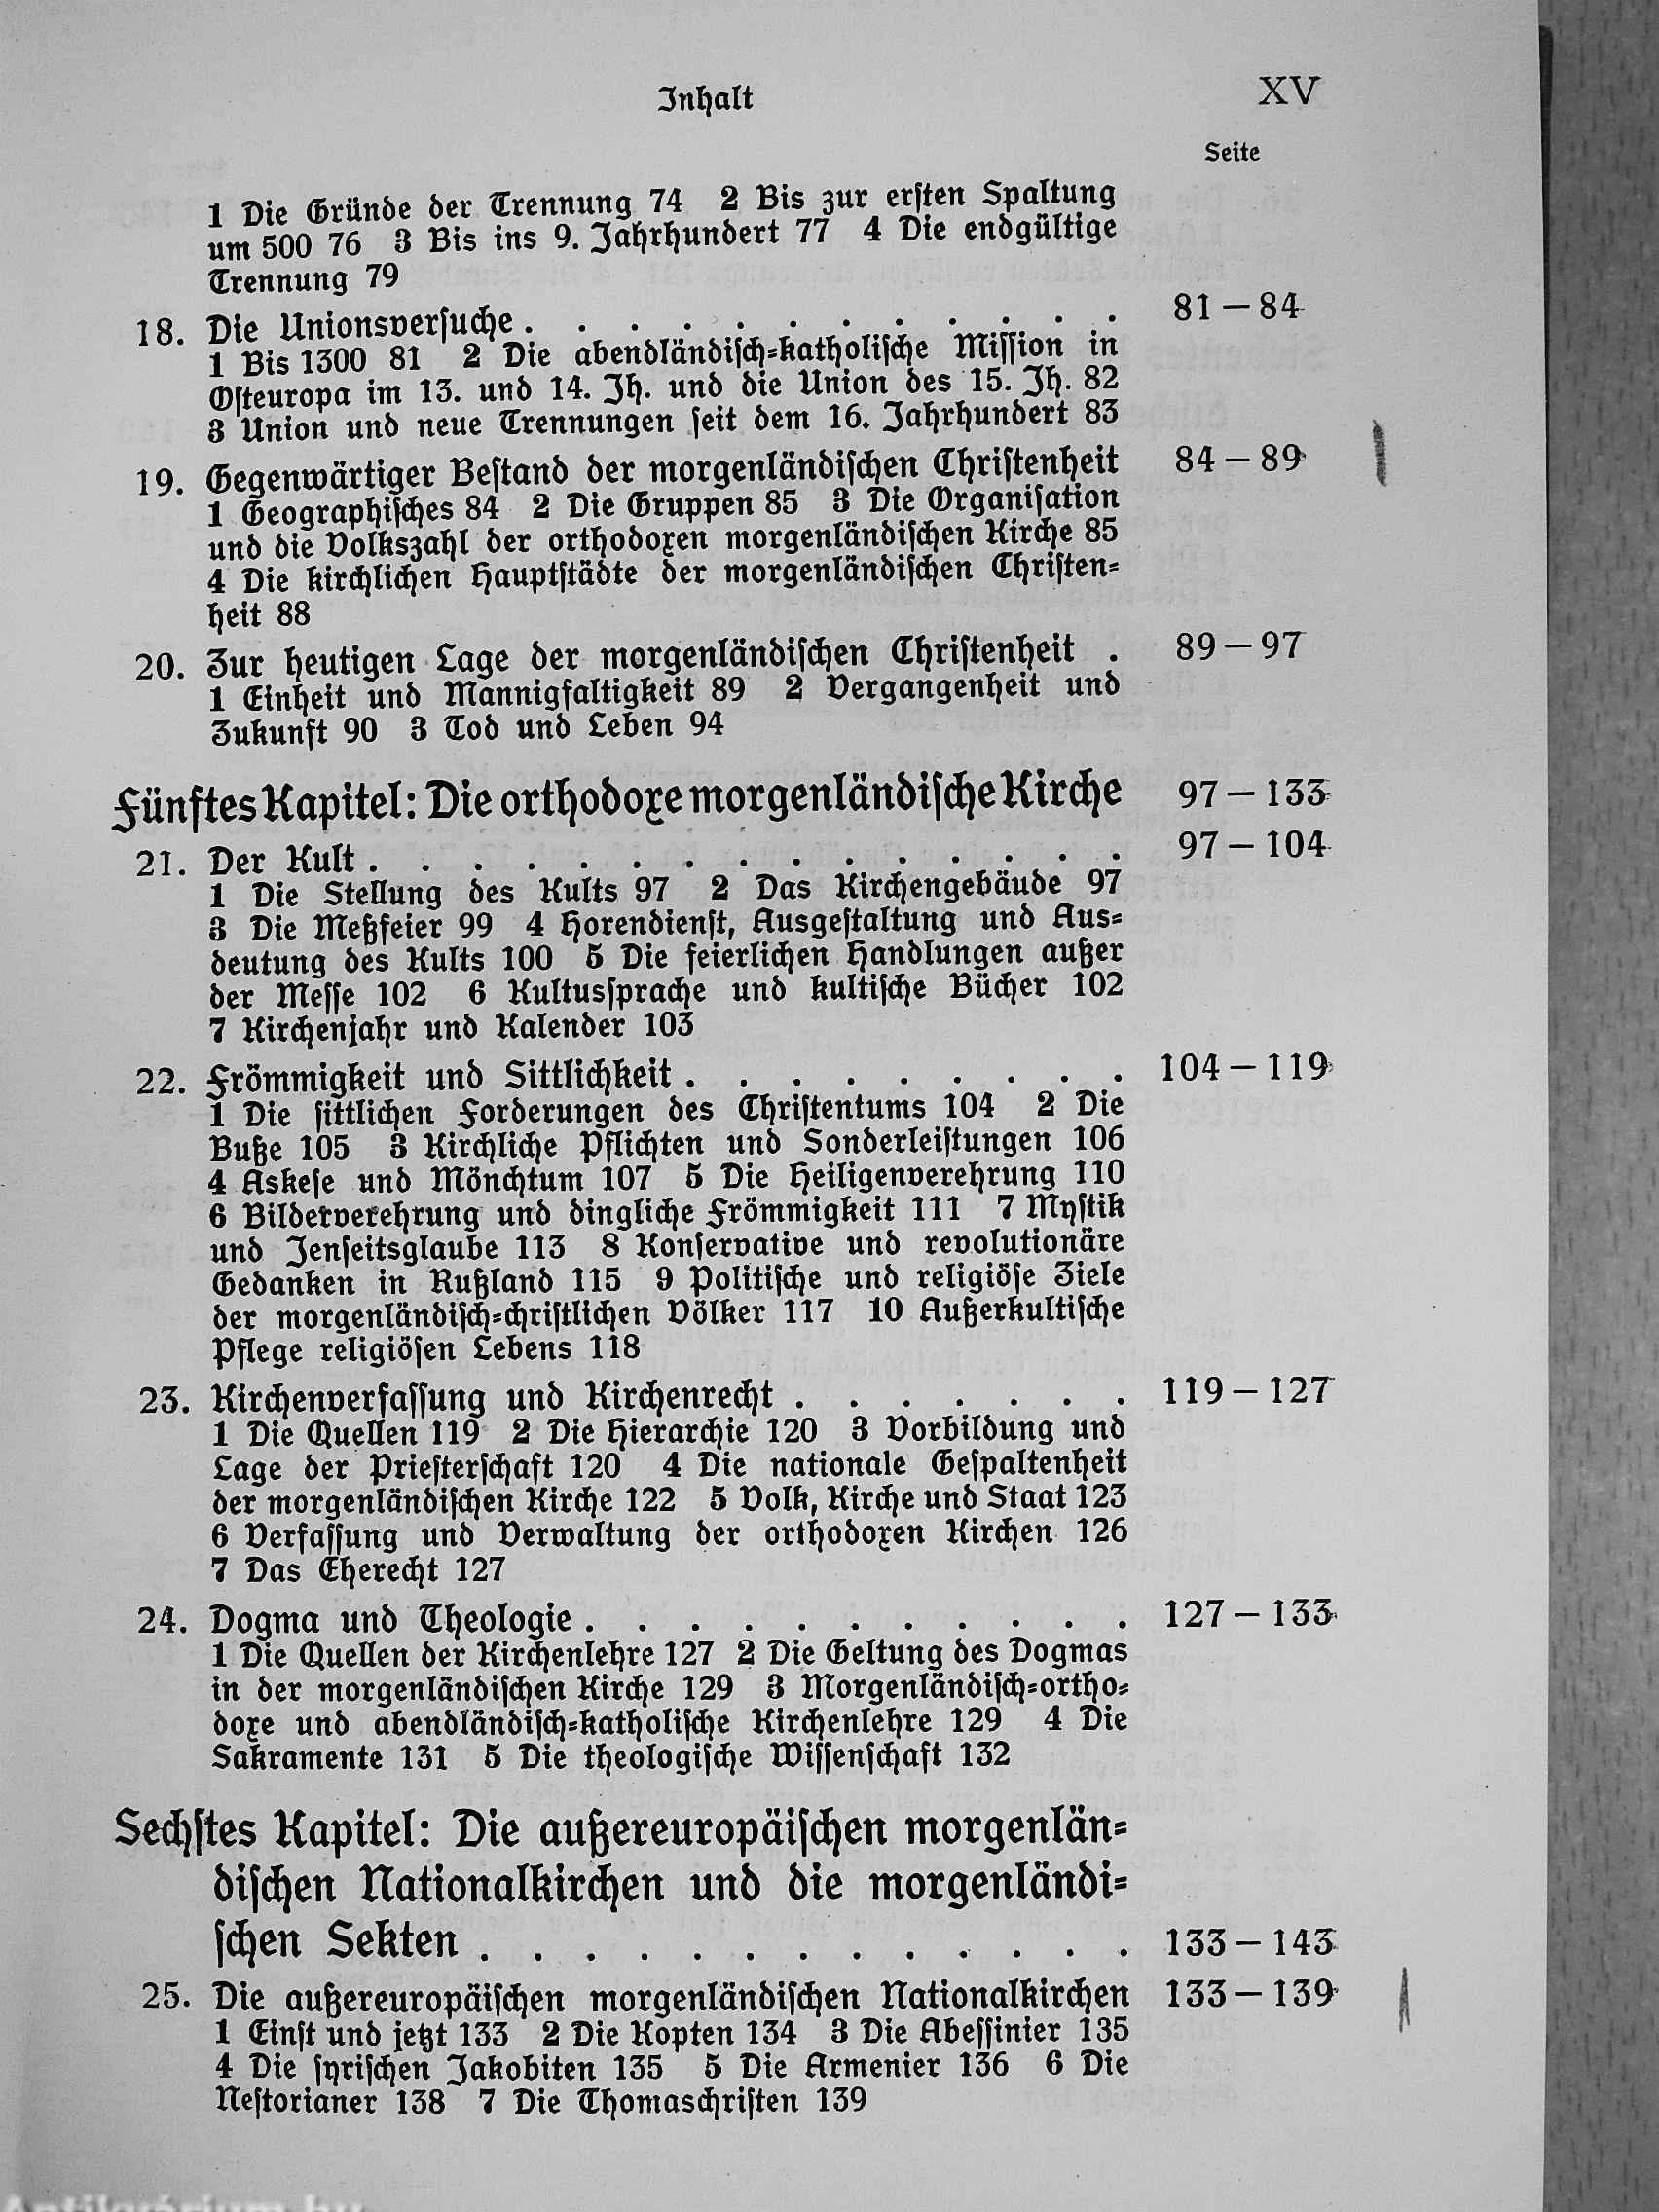 Inhalt XV
Seite
1 Die Gründe der Trennung 74 2 Bis zur erſten Spaltung
um 500 76 3 Bis ins 9. Jahrhundert 77 4 Die endgültige
Trennung 79
18. Die Unionsverſuche . . . . . . . . . . . . 81 — 84
1 Bis 1300 81 2 Die abendländiſch=katholiſche Miſſion in
Oſteuropa im 13. und 14. Jh. und die Union des 15. Jh. 82
3 Union und neue Trennungen ſeit dem 16. Jahrhundert 83
19. Gegenwärtiger Beſtand der morgenländiſchen Chriſtenheit 84 — 89
1 Geographiſches 84 2 Die Gruppen 85 3 Die Organiſation
und die Volkszahl der orthodoxen morgenländiſchen Kirche 85
4 Die kirchlichen Hauptſtädte der morgenländiſchen Chriſten=
heit 88
20. Zur heutigen Lage der morgenländiſchen Chriſtenheit . 89 — 97
1 Einheit und Mannigfaltigkeit 89 2 Vergangenheit und
Zukunft 90 3 Tod und Leben 94
Fünftes Kapitel: Die orthodoxe morgenländiſche Kirche 97 — 133
21. Der Kult . . . . . . . . . . . . . . . 97 — 104
1 Die Stellung des Kults 97 2 Das Kirchengebäude 97
3 Die Meßfeier 99 4 Horendienſt, Ausgeſtaltung und Aus=
deutung des Kults 100 5 Die feierlichen Handlungen außer
der Meſſe 102 6 Kultusſprache und kultiſche Bücher 102
7 Kirchenjahr und Kalender 103
22. Frömmigkeit und Sittlichkeit . . . . . . . . . 104 — 119
1 Die ſittlichen Forderungen des Chriſtentums 104 2 Die
Buße 105 3 Kirchliche Pflichten und Sonderleiſtungen 106
4 Askeſe und Mönchtum 107 5 Die Heiligenverehrung 110
6 Bilderverehrung und dingliche Frömmigkeit 111 7 Myſtik
und Jenſeitsglaube 113 8 Konſervative und revolutionäre
Gedanken in Rußland 115 9 Politiſche und religiöſe Ziele
der morgenländiſch=chriſtlichen Völker 117 10 Außerkultiſche
Pflege religiöſen Lebens 118
23. Kirchenverfaſſung und Kirchenrecht . . . . . . . 119 — 127
1 Die Quellen 119 2 Die Hierarchie 120 3 Vorbildung und
Lage der Prieſterſchaft 120 4 Die nationale Geſpaltenheit
der morgenländiſchen Kirche 122 5 Volk, Kirche und Staat 123
6 Verfaſſung und Verwaltung der orthodoxen Kirchen 126
7 Das Eherecht 127
24. Dogma und Theologie . . . . . . . . . . . 127 — 133
1 Die Quellen der Kirchenlehre 127 2 Die Geltung des Dogmas
in der morgenländiſchen Kirche 129 3 Morgenländiſch=ortho=
doxe und abendländiſch=katholiſche Kirchenlehre 129 4 Die
Sakramente 131 5 Die theologiſche Wiſſenſchaft 132
Sechſtes Kapitel: Die außereuropäiſchen morgenlän=
diſchen Nationalkirchen und die morgenländi=
ſchen Sekten . . . . . . . . . . . . . 133 — 143
25. Die außereuropäiſchen morgenländiſchen Nationalkirchen 133 — 139
1 Einſt und jetzt 133 2 Die Kopten 134 3 Die Abeſſinier 135
4 Die ſyriſchen Jakobiten 135 5 Die Armenier 136 6 Die
Neſtorianer 138 7 Die Thomaschriſten 139